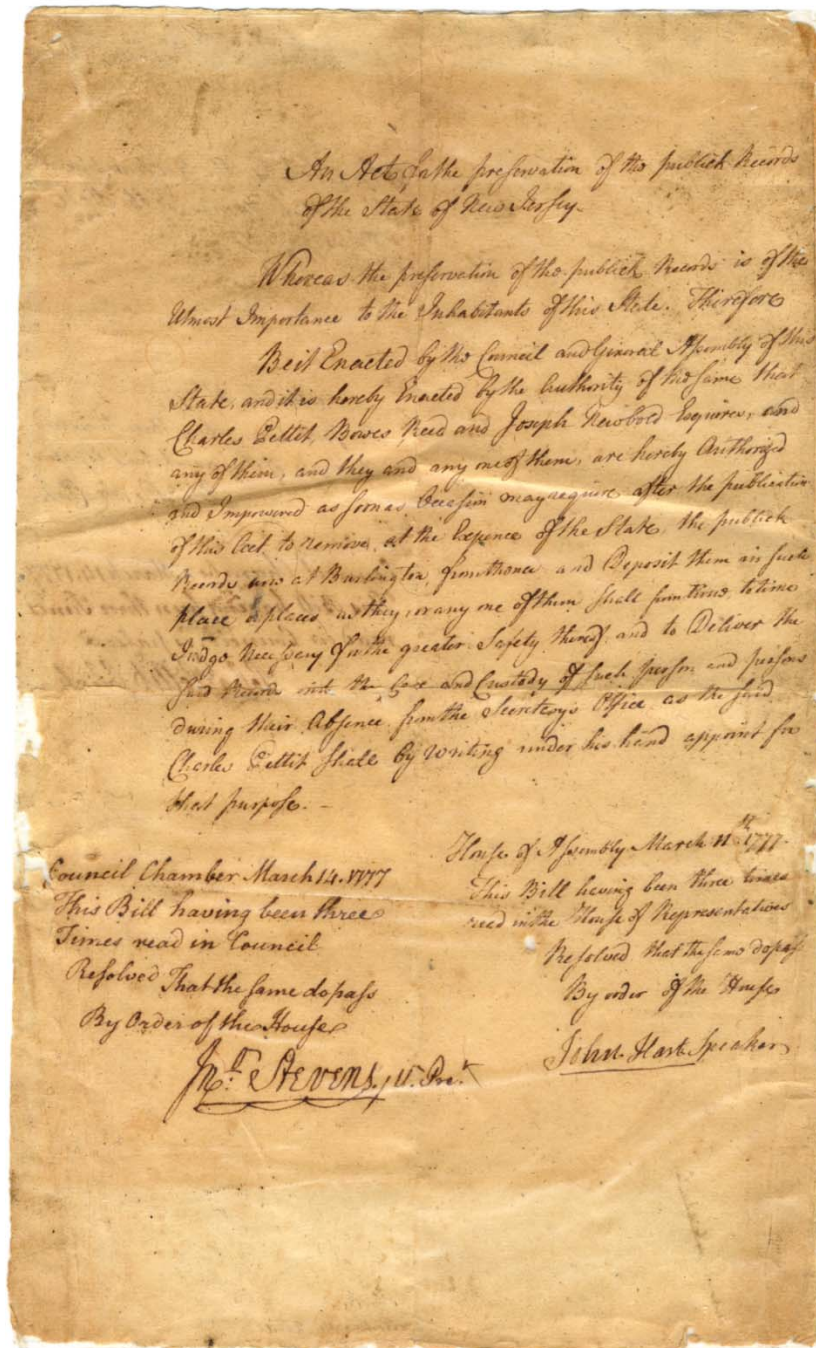 An Act for the preservation of the publick Records
of the State of New Jersey.
Whereas the preservation of the publick Records is of the
Utmost Importance to the Inhabitants of this State. Therefore
Be it Enacted by the Council and General Assembly of this
State, and it is hereby Enacted by the Authority of the same that
Charles Pettit, Bowes Reed and Joseph Newbold Esquires, and
any of them, and they and any one of them, are hereby Authorized
and Impowered as soon as Occasion may require after the publication
of this Act, to remove, at the Expence of the State, the publick
Records now at Burlington, from thence and Deposit them in such
place or places as they, or any one of them shall from time to time
Judge Necessary for the greater Safety thereof and to Deliver the
said Records into the Care and Custody of such person and persons
during their Absence from the Secretary's Office as the said
Charles Pettit shall by writing under his hand appoint for
that purpose.
Council Chamber March 14. 1777
This Bill having been three
Times read in Council
Resolved That the same do pass
By Order of the House
Jno. Stevens, V. Pre.t
House of Assembly March 11th 1777.
This Bill having been three times
read in the House of Representatives
Resolved that the same do pass
By order of the House
John Hart Speaker